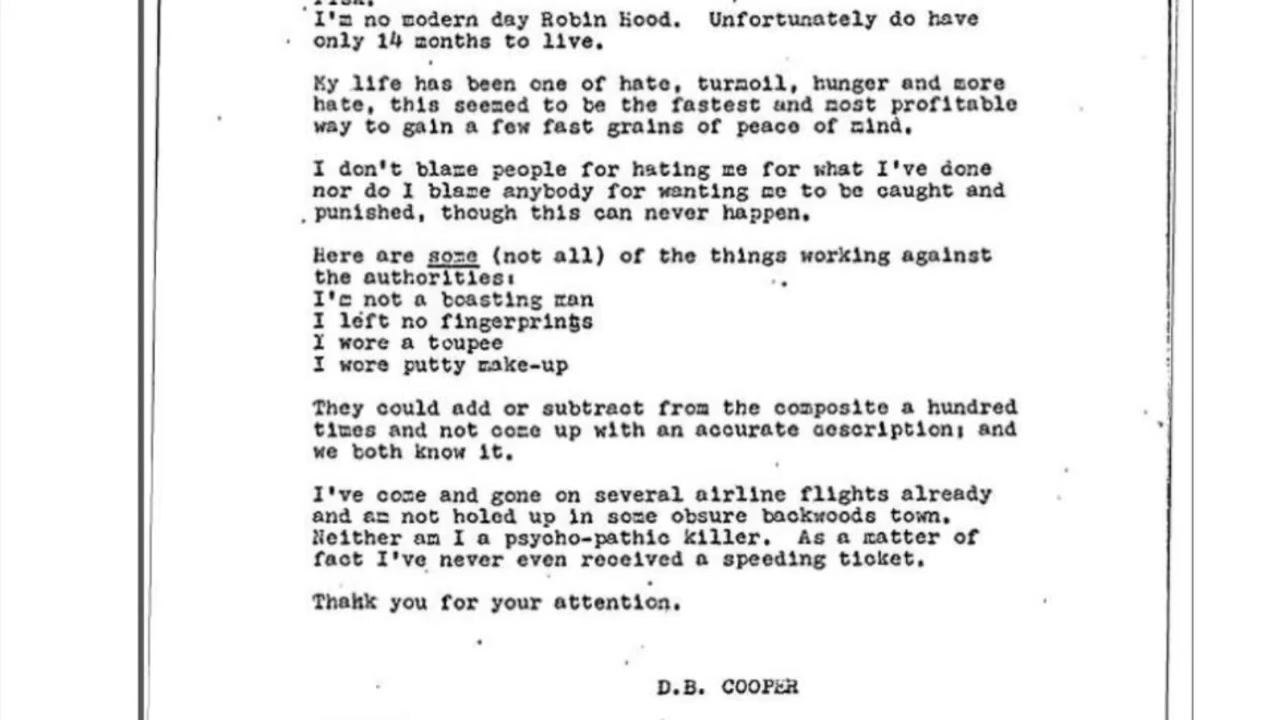 I'm no modern day Robin Hood. Unfortunately do have
only 14 months to live.
My life has been one of hate, turmoil, hunger and more
hate, this seemed to be the fastest and most profitable
way to gain a few fast grains of peace of mind.
I don't blame people for hating me for what I've done
nor do I blame anybody for wanting me to be caught and
punished, though this can never happen.
Here are some (not all) of the things working against
the authorities:
I'm not a boasting man
I left no fingerprints
I wore a toupee
I wore putty make-up
They could add or subtract from the composite a hundred
times and not come up with an accurate description; and
we both know it.
I've come and gone on several airline flights already
and am not holed up in some obsure backwoods town.
Neither am I a psycho-pathic killer. As a matter of
fact I've never even received a speeding ticket.
Thahk you for your attention.
D.B. COOPER